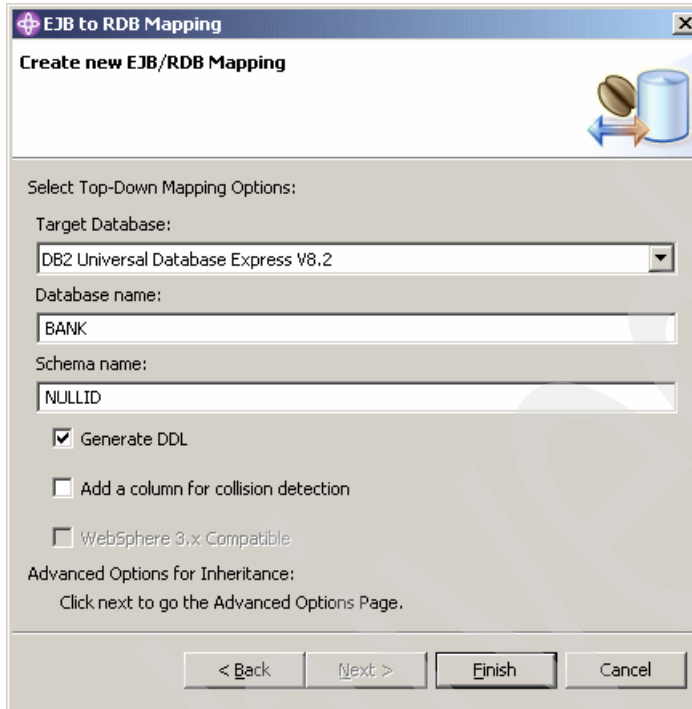 EJB to RDB Mapping
Create new EJB/RDB Mapping
Select Top-Down Mapping Options:
Target Database:
DB2 Universal Database Express V8.2
Database name:
BANK
Schema name:
NULLID
Generate DDL
Add a column for collision detection
WebSphere 3.x Compatible
Advanced Options for Inheritance:
Click next to go the Advanced Options Page.
< Back Next > Finish Cancel